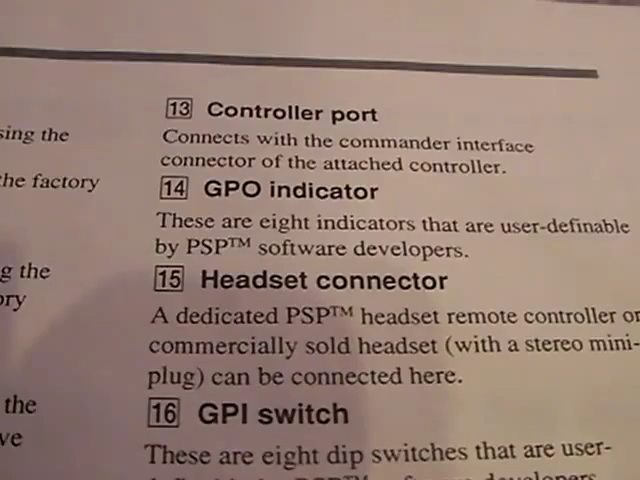 sing the
the factory
g the
ory
the
ve
13 Controller port
Connects with the commander interface
connector of the attached controller.
14 GPO indicator
These are eight indicators that are user-definable
by PSP™ software developers.
15 Headset connector
A dedicated PSP™ headset remote controller or
commercially sold headset (with a stereo mini-
plug) can be connected here.
16 GPI switch
These are eight dip switches that are user-